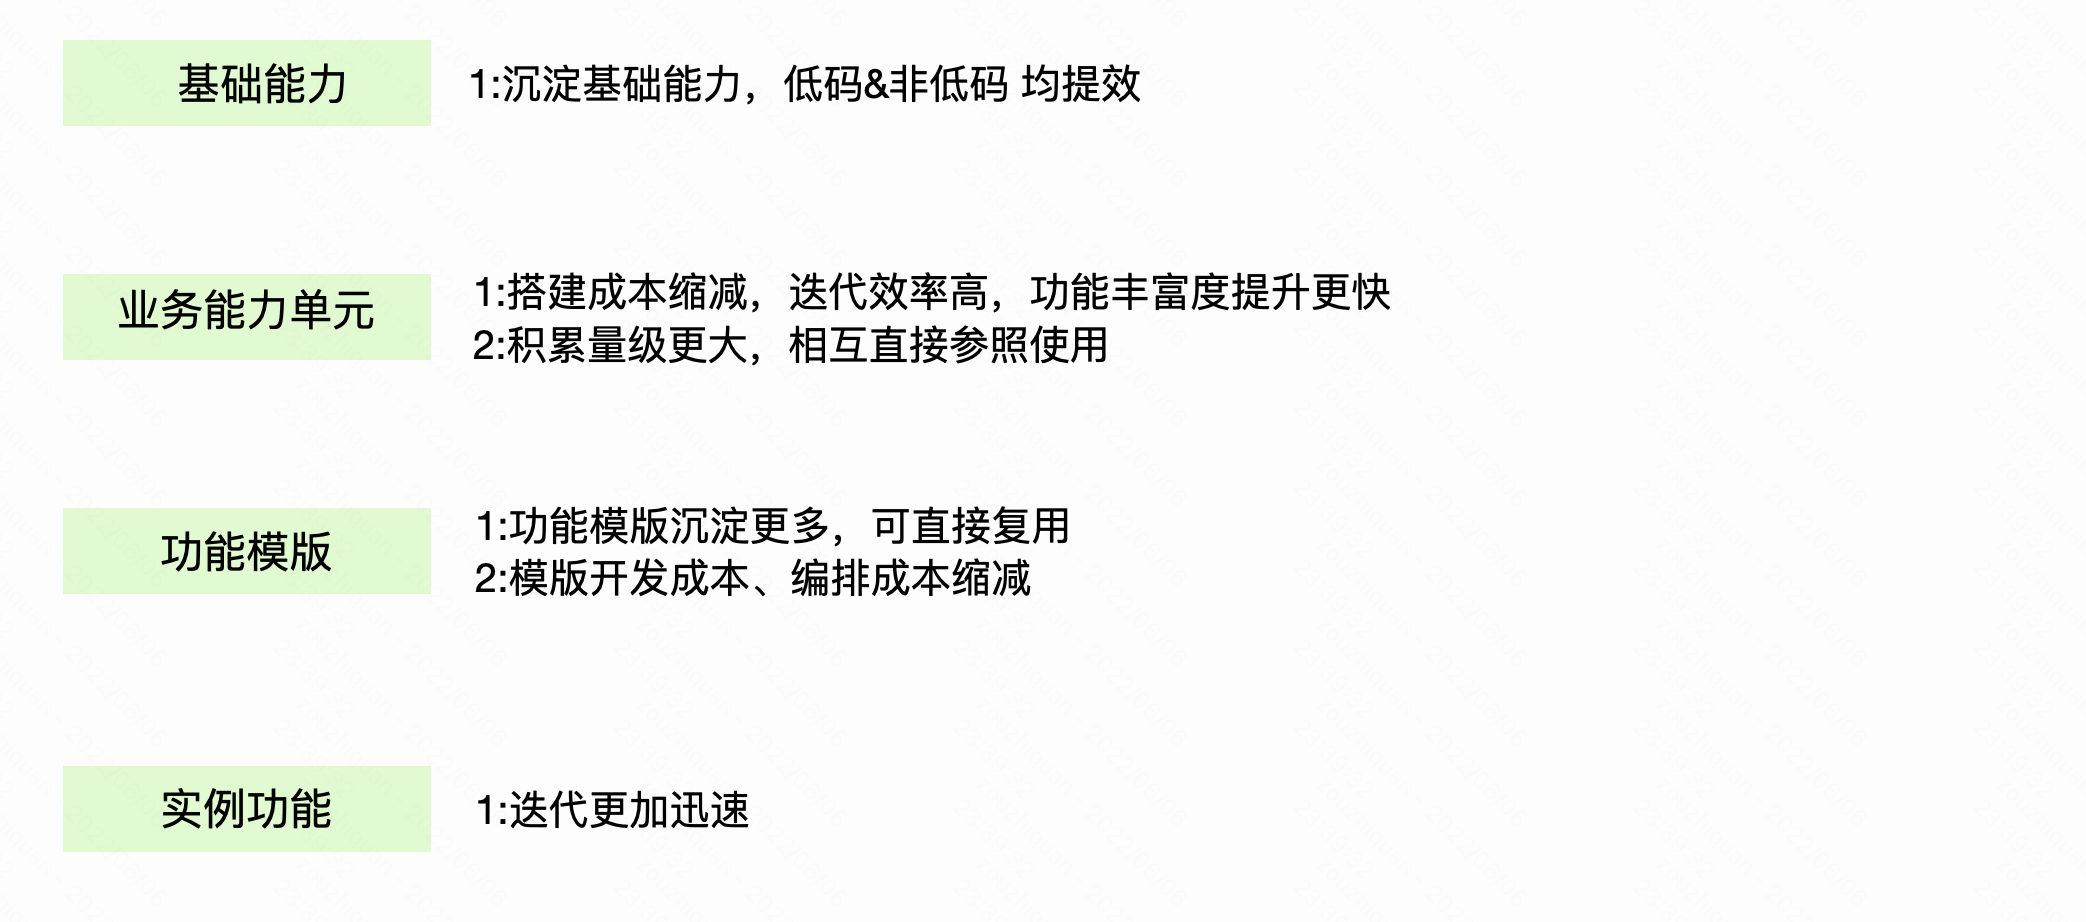 基础能力
1:沉淀基础能力，低码&非低码 均提效
业务能力单元
1:搭建成本缩减，迭代效率高，功能丰富度提升更快
2:积累量级更大，相互直接参照使用
功能模版
1:功能模版沉淀更多，可直接复用
2:模版开发成本、编排成本缩减
实例功能
1:迭代更加迅速